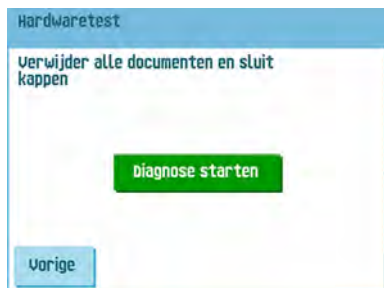 Hardwaretest
Verwijder alle documenten en sluit
kappen
Diagnose starten
Vorige